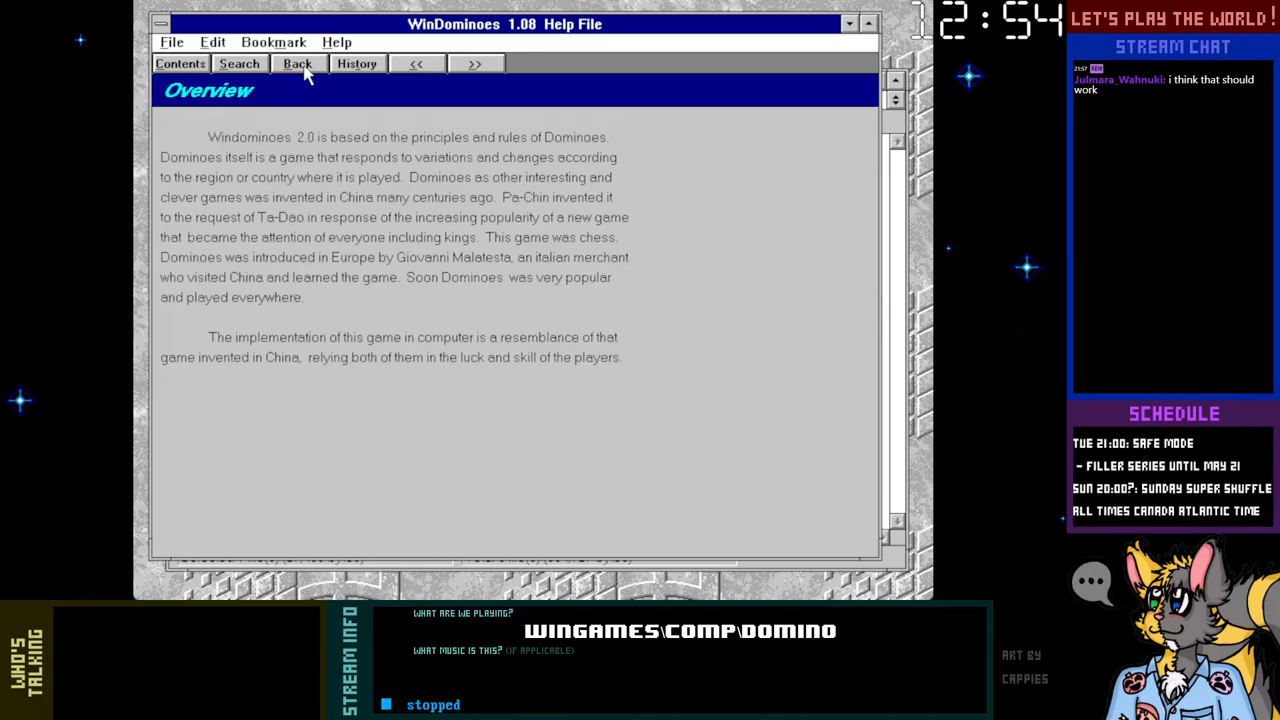 WinDominoes 1.08 Help File
12:54
LET'S PLAY THE WORLD!
File Edit Bookmark Help
STREAM CHAT
Contents Search Back History << >>
21:57 NEW
Julmara_Wahnuki: i think that should
work
Overview
Windominoes 2.0 is based on the principles and rules of Dominoes.
Dominoes itself is a game that responds to variations and changes according
to the region or country where it is played. Dominoes as other interesting and
clever games was invented in China many centuries ago. Pa-Chin invented it
to the request of Ta-Dao in response of the increasing popularity of a new game
that became the attention of everyone including kings. This game was chess.
Dominoes was introduced in Europe by Giovanni Malatesta, an italian merchant
who visited China and learned the game. Soon Dominoes was very popular
and played everywhere.
The implementation of this game in computer is a resemblance of that
game invented in China, relying both of them in the luck and skill of the players.
SCHEDULE
TUE 21:00: SAFE MODE
- FILLER SERIES UNTIL MAY 21
SUN 20:00?: SUNDAY SUPER SHUFFLE
ALL TIMES CANADA ATLANTIC TIME
WHO'S
TALKING
STREAM INFO
WHAT ARE WE PLAYING?
WINGAMES\COMP\DOMINO
WHAT MUSIC IS THIS? (IF APPLICABLE)
stopped
ART BY
CAPPIES